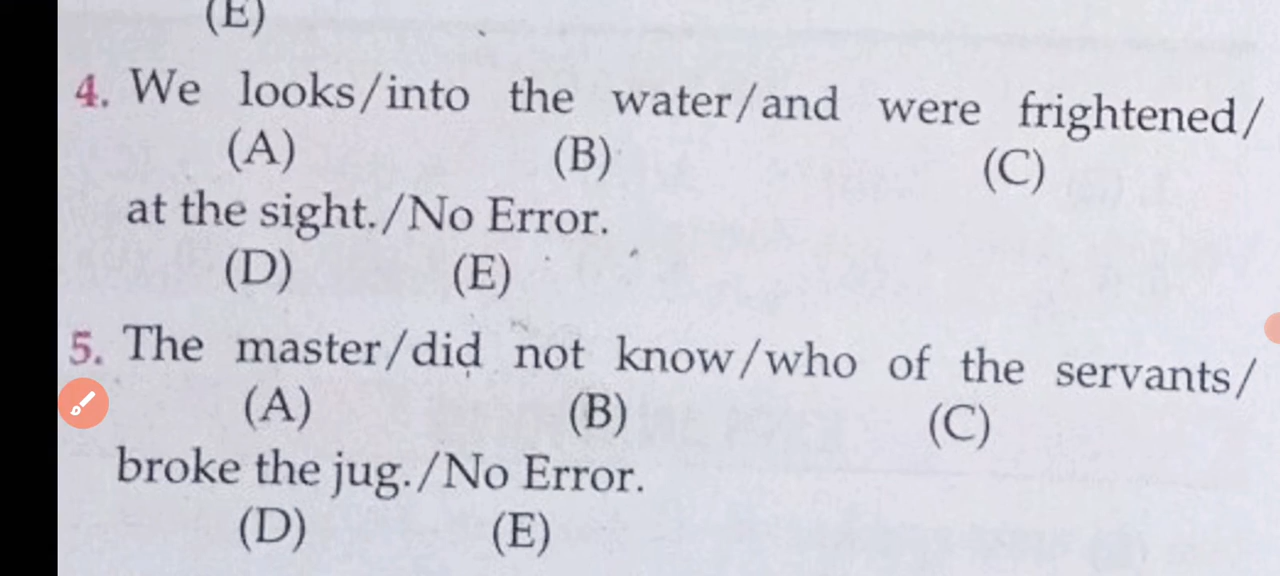 (E)
4. We looks/into the water/and were frightened/
(A) (B) (C)
at the sight./No Error.
(D) (E)
5. The master/did not know/who of the servants/
(A) (B) (C)
broke the jug./No Error.
(D) (E)